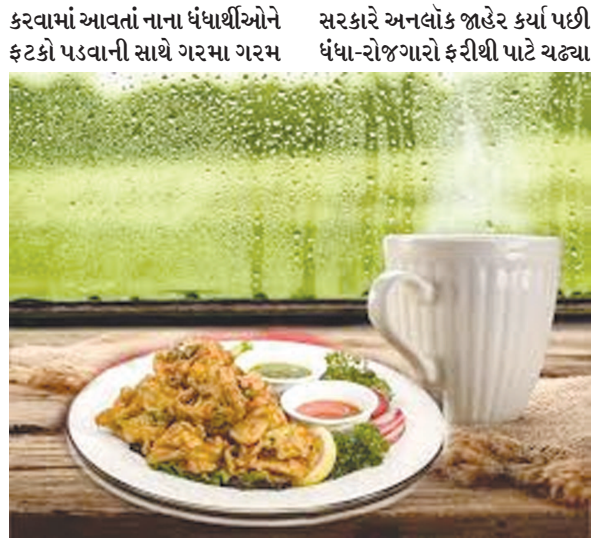 કરવામાં આવતાં નાના ધંધાર્થીઓને
ફટકો પડવાની સાથે ગરમા ગરમ
સરકારે અનલૉક જાહેર કર્યા પછી
ધંધા-રોજગારો ફરીથી પાટે ચઢ્યા